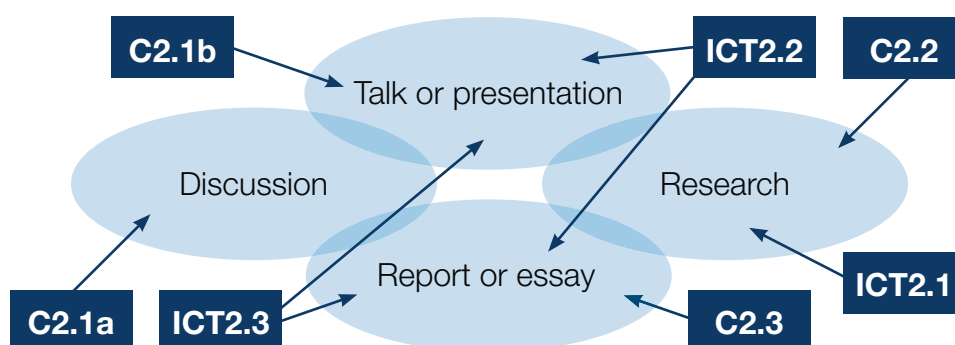 C2.1b
ICT2.2
C2.2
Talk or presentation
Discussion
Research
Report or essay
ICT2.1
C2.1a
ICT2.3
C2.3